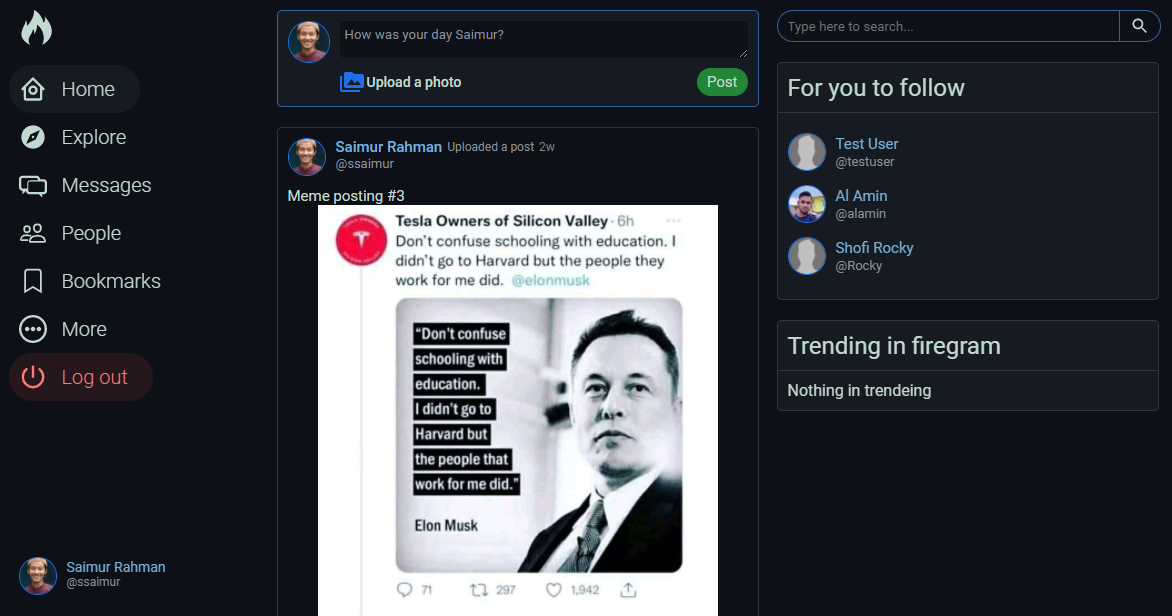 Home
Explore
Messages
People
Bookmarks
More
Log out
Saimur Rahman
@ssaimur
How was your day Saimur?
Upload a photo
Post
Saimur Rahman Uploaded a post 2w
@ssaimur
Meme posting #3
Tesla Owners of Silicon Valley · 6h
Don't confuse schooling with education. I
didn't go to Harvard but the people they
work for me did. @elonmusk
"Don't confuse
schooling with
education.
I didn't go to
Harvard but
the people that
work for me did."
Elon Musk
71 297 1,942
Type here to search...
For you to follow
Test User
@testuser
Al Amin
@alamin
Shofi Rocky
@Rocky
Trending in firegram
Nothing in trendeing